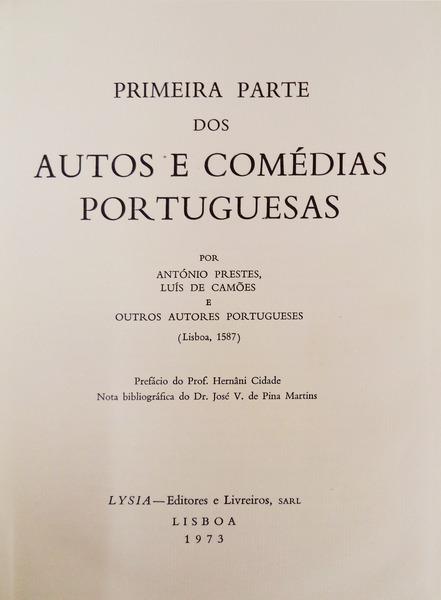 PRIMEIRA PARTE
DOS
AUTOS E COMÉDIAS
PORTUGUESAS
POR
ANTÓNIO PRESTES,
LUÍS DE CAMÕES
E
OUTROS AUTORES PORTUGUESES
(Lisboa, 1587)
Prefácio do Prof. Hernâni Cidade
Nota bibliográfica do Dr. José V. de Pina Martins
LYSIA—Editores e Livreiros, SARL
LISBOA
1973